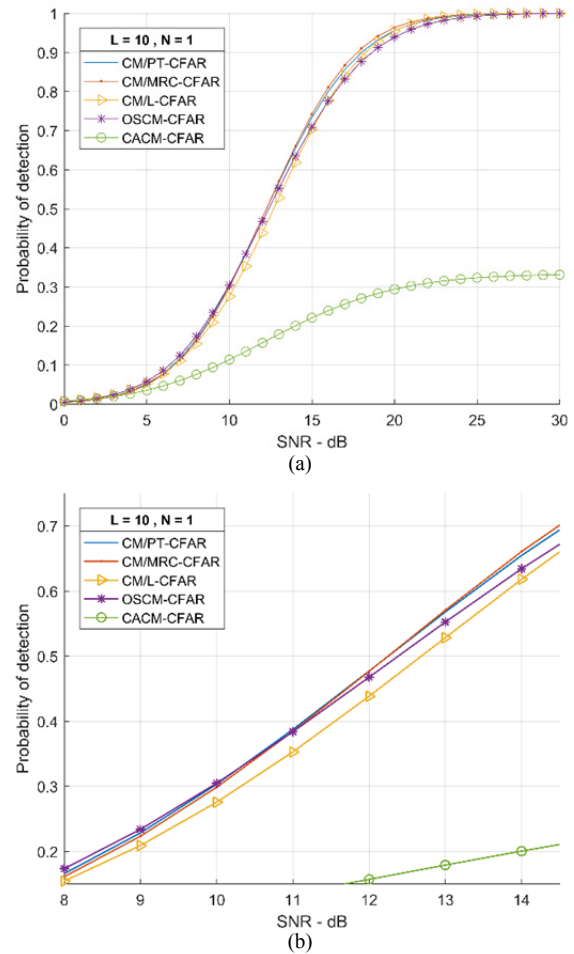 L = 10 , N = 1
CM/PT-CFAR
CM/MRC-CFAR
CM/L-CFAR
OSCM-CFAR
CACM-CFAR
Probability of detection
1
0.9
0.8
0.7
0.6
0.5
0.4
0.3
0.2
0.1
0
0 5 10 15 20 25 30
SNR - dB
(a)
L = 10 , N = 1
CM/PT-CFAR
CM/MRC-CFAR
CM/L-CFAR
OSCM-CFAR
CACM-CFAR
Probability of detection
0.7
0.6
0.5
0.4
0.3
0.2
8 9 10 11 12 13 14
SNR - dB
(b)